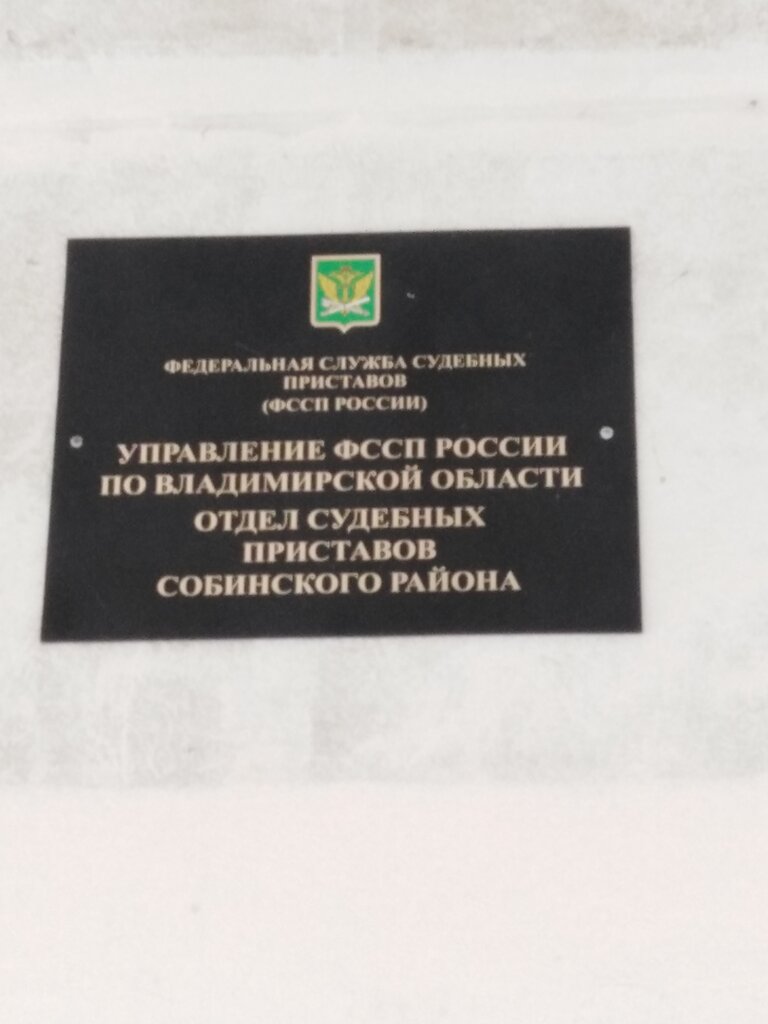 ФЕДЕРАЛЬНАЯ СЛУЖБА СУДЕБНЫХ
ПРИСТАВОВ
(ФССП РОССИИ)
УПРАВЛЕНИЕ ФССП РОССИИ
ПО ВЛАДИМИРСКОЙ ОБЛАСТИ
ОТДЕЛ СУДЕБНЫХ
ПРИСТАВОВ
СОБИНСКОГО РАЙОНА